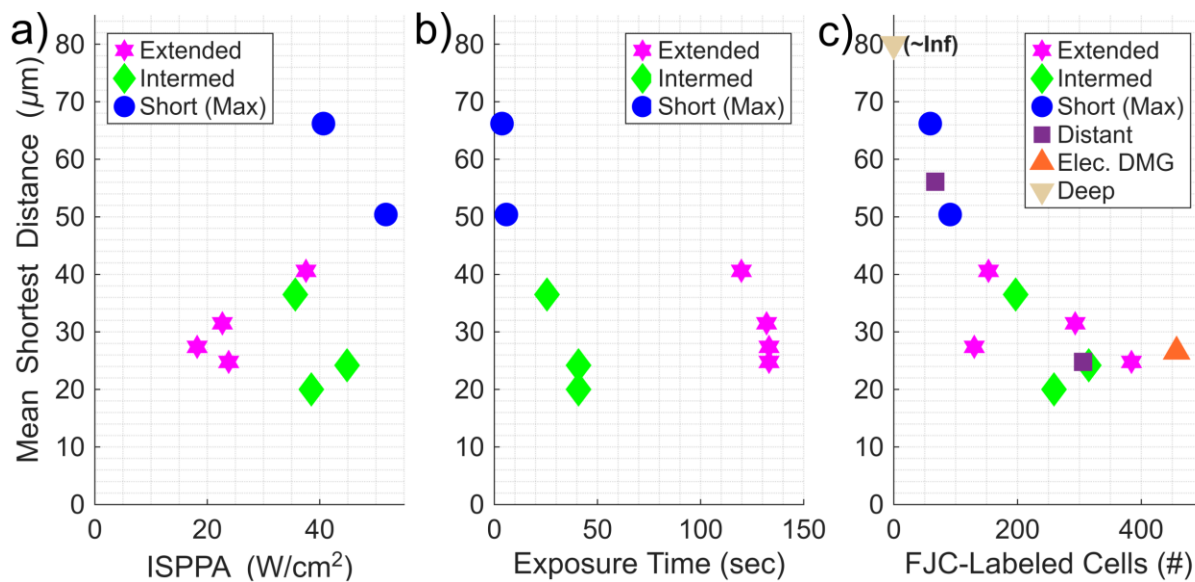 a)
Mean Shortest Distance (µm)
80
70
60
50
40
30
20
10
0
Extended
Intermed
Short (Max)
0 20 40
ISPPA (W/cm²)
b)
80
70
60
50
40
30
20
10
0
Extended
Intermed
Short (Max)
0 50 100 150
Exposure Time (sec)
c)
80
70
60
50
40
30
20
10
0
(~Inf)
Extended
Intermed
Short (Max)
Distant
Elec. DMG
Deep
0 200 400
FJC-Labeled Cells (#)